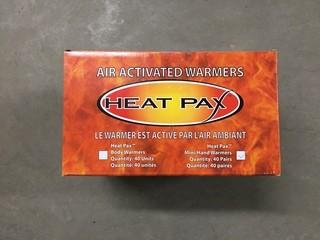 AIR ACTIVATED WARMERS
HEAT PAX
LE WARMER EST ACTIVÉ PAR L'AIR AMBIANT
Heat Pax™
Body Warmers
Quantity: 40 Units
Quantité: 40 unités
Heat Pax™
Mini Hand Warmers
Quantity: 40 Pairs
Quantité: 40 paires